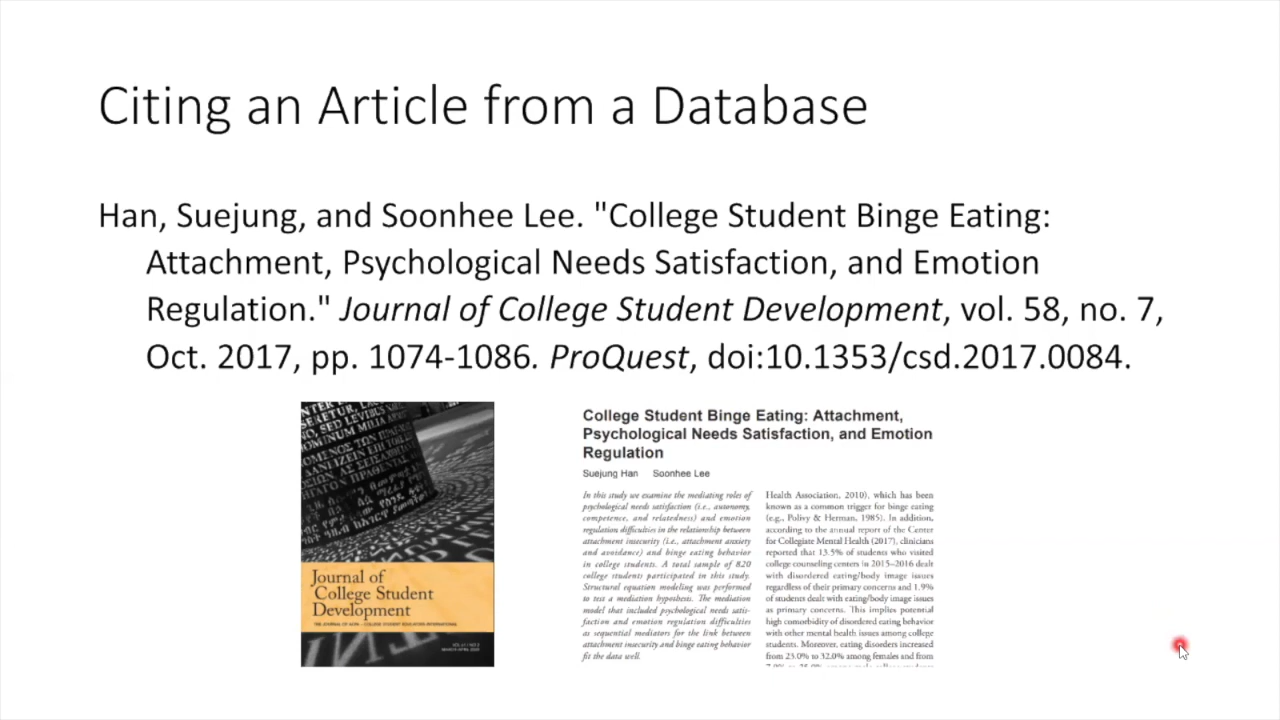 Citing an Article from a Database
Han, Suejung, and Soonhee Lee. "College Student Binge Eating:
Attachment, Psychological Needs Satisfaction, and Emotion
Regulation." Journal of College Student Development, vol. 58, no. 7,
Oct. 2017, pp. 1074-1086. ProQuest, doi:10.1353/csd.2017.0084.
Journal of
College Student
Development
College Student Binge Eating: Attachment,
Psychological Needs Satisfaction, and Emotion
Regulation
Suejung Han Soonhee Lee
In this study we examine the mediating roles of
psychological needs satisfaction (i.e., autonomy,
competence, and relatedness) and emotion
regulation difficulties in the relationship between
attachment insecurity (i.e., attachment anxiety
and avoidance) and binge eating behavior
in college students. A total sample of 820
college students participated in this study.
Structural equation modeling was performed
to test a mediation hypothesis. The mediation
model that included psychological needs satis-
faction and emotion regulation difficulties
as sequential mediators for the link between
attachment insecurity and binge eating behavior
fit the data well.
Health Association, 2010), which has been
known as a common trigger for binge eating
(e.g., Polivy & Herman, 1985). In addition,
according to the annual report of the Center
for Collegiate Mental Health (2017), clinicians
reported that 13.5% of students who visited
college counseling centers in 2015–2016 dealt
with disordered eating/body image issues
regardless of their primary concerns and 1.9%
of students dealt with eating/body image issues
as primary concerns. This implies potential
high comorbidity of disordered eating behavior
with other mental health issues among college
students. Moreover, eating disorders increased
from 23.0% to 32.0% among females and from